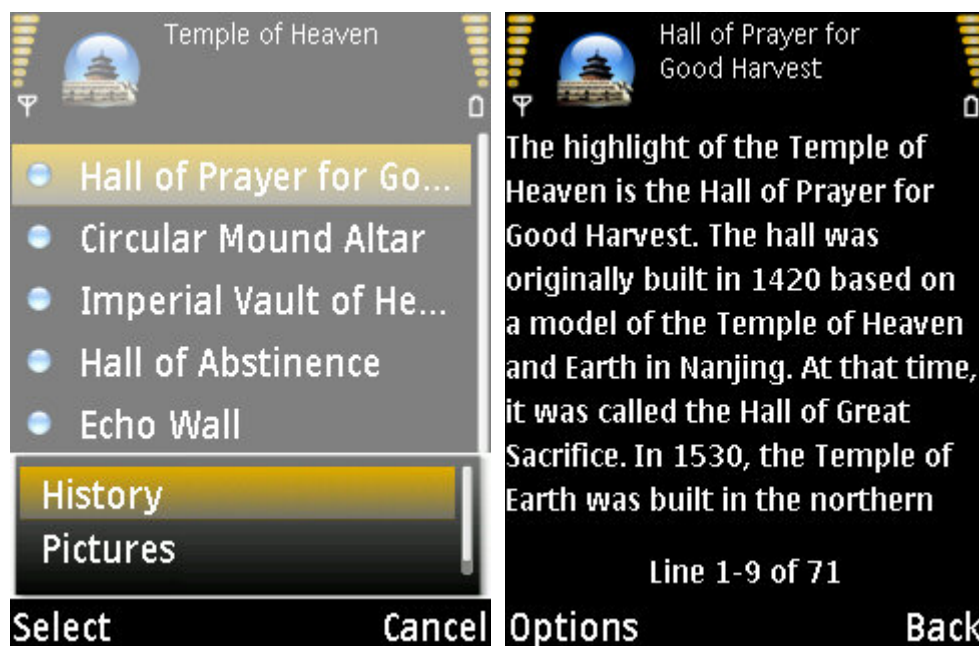 Temple of Heaven
Hall of Prayer for Go...
Circular Mound Altar
Imperial Vault of He...
Hall of Abstinence
Echo Wall
History
Pictures
Select
Cancel
Hall of Prayer for
Good Harvest
The highlight of the Temple of
Heaven is the Hall of Prayer for
Good Harvest. The hall was
originally built in 1420 based on
a model of the Temple of Heaven
and Earth in Nanjing. At that time,
it was called the Hall of Great
Sacrifice. In 1530, the Temple of
Earth was built in the northern
Line 1-9 of 71
Options
Back